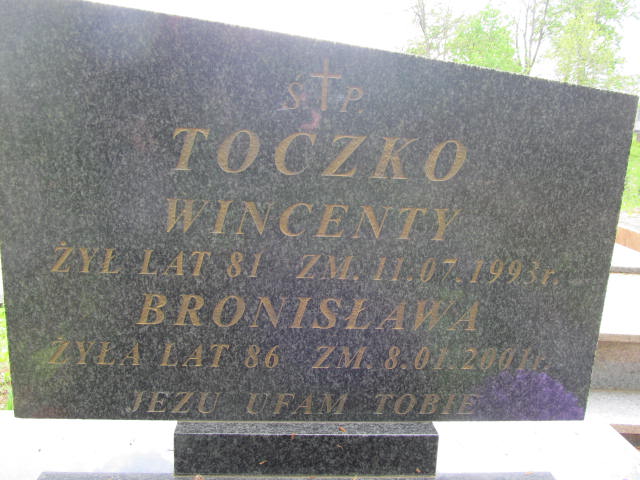 Ś P.
TOCZKO
WINCENTY
ŻYŁ LAT 81 ZM. 11.07.1993r.
BRONISŁAWA
ŻYŁA LAT 86 ZM. 8.01.2001r.
JEZU UFAM TOBIE